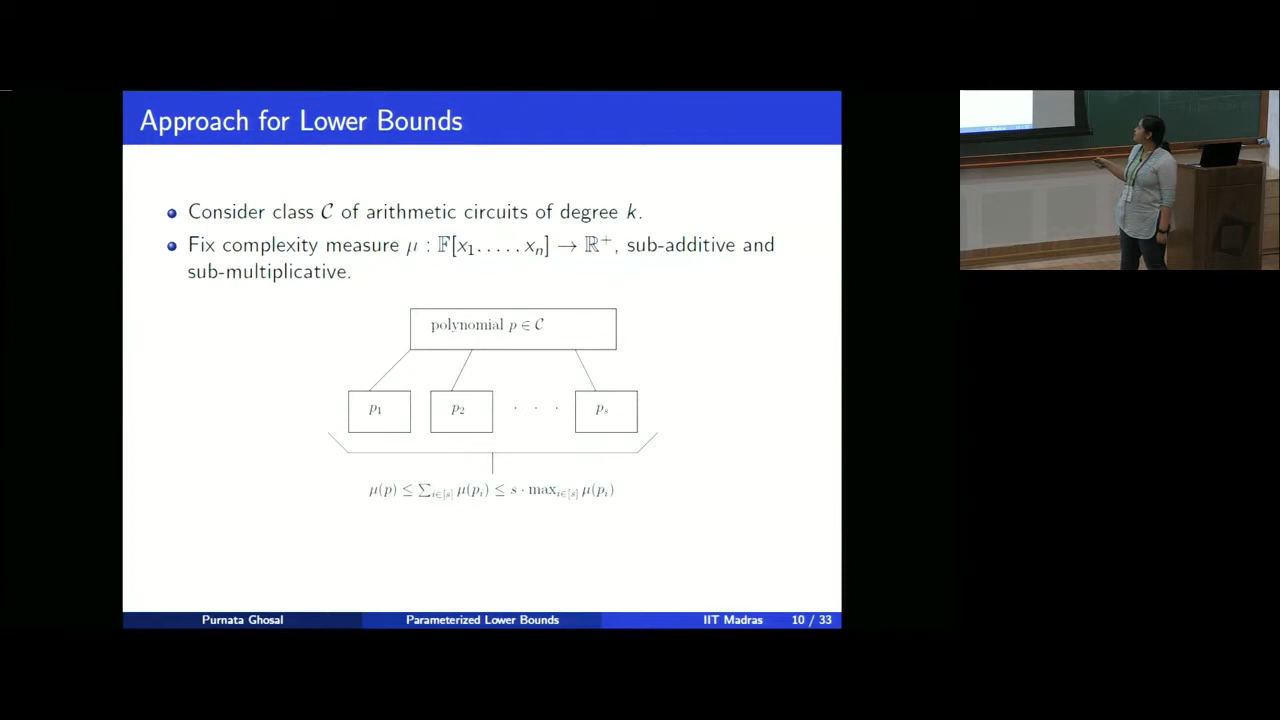 Approach for Lower Bounds
Consider class 𝒞 of arithmetic circuits of degree k.
Fix complexity measure μ : 𝔽[x₁.….xₙ] → ℝ⁺, sub-additive and
sub-multiplicative.
polynomial p ∈ 𝒞
p₁ p₂ · · · pₛ
μ(p) ≤ ∑_{i∈[s]} μ(pᵢ) ≤ s · max_{i∈[s]} μ(pᵢ)
Purnata Ghosal Parameterized Lower Bounds IIT Madras 10 / 33